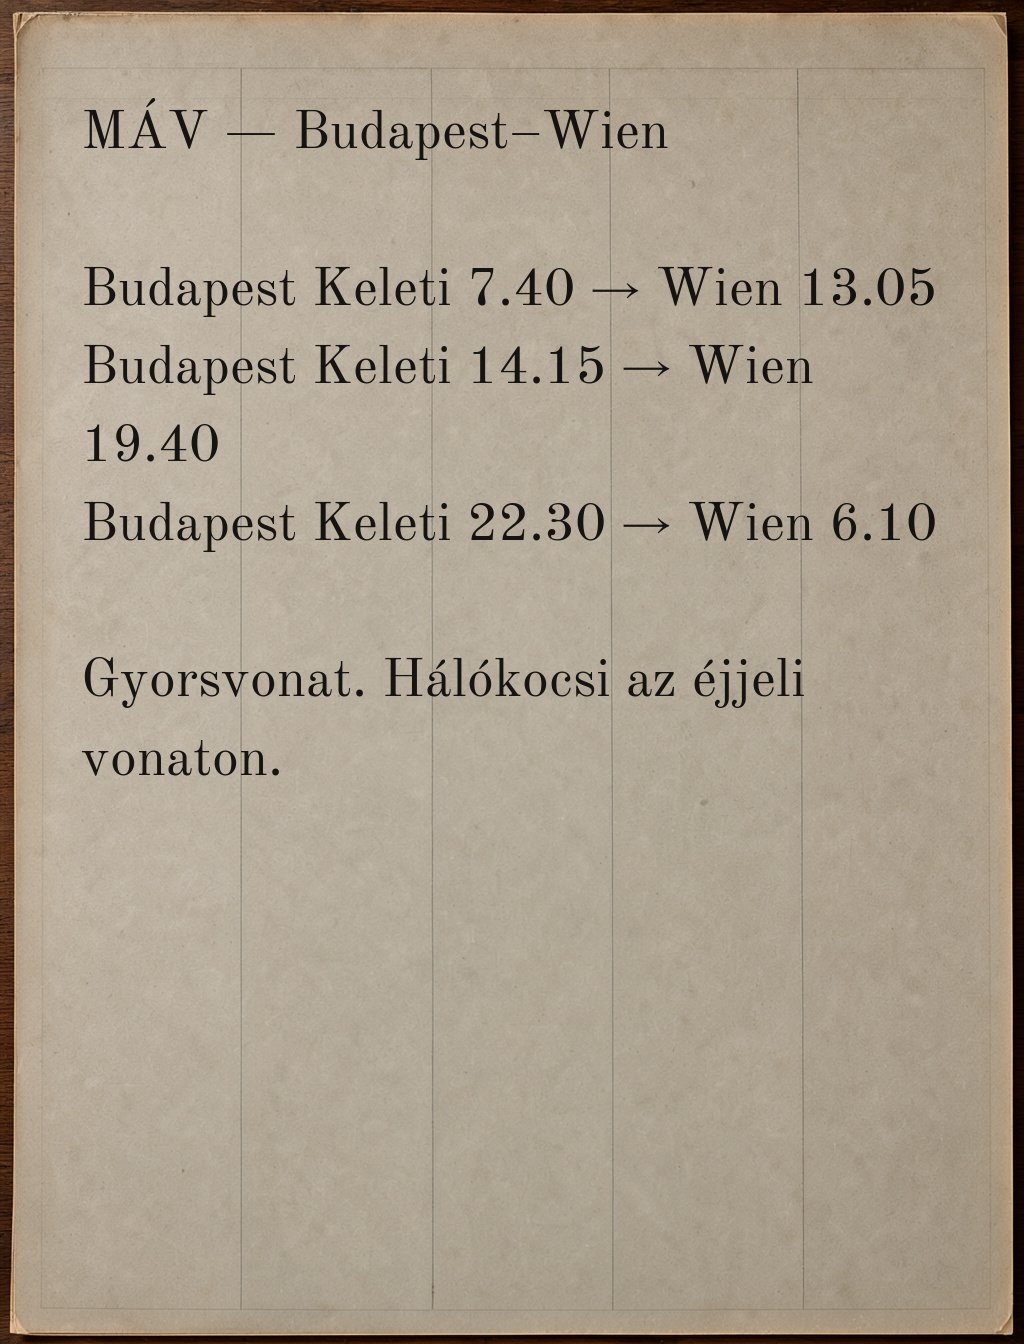 MÁV — Budapest–Wien
Budapest Keleti 7.40 → Wien 13.05
Budapest Keleti 14.15 → Wien
19.40
Budapest Keleti 22.30 → Wien 6.10
Gyorsvonat. Hálókocsi az éjjeli
vonaton.